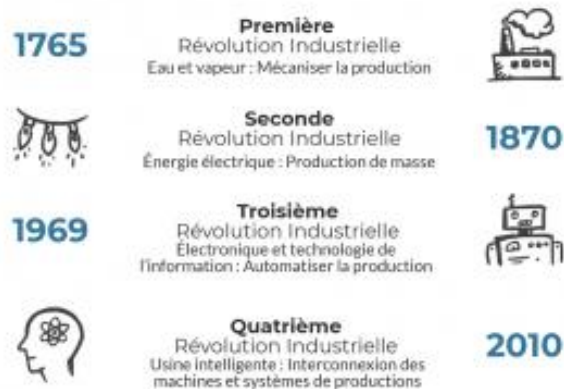 1765
Première
Révolution Industrielle
Eau et vapeur : Mécaniser la production
Seconde
Révolution Industrielle
Énergie électrique : Production de masse
1870
1969
Troisième
Révolution Industrielle
Électronique et technologie de
l'information : Automatiser la production
Quatrième
Révolution Industrielle
Usine intelligente : Interconnexion des
machines et systèmes de productions
2010